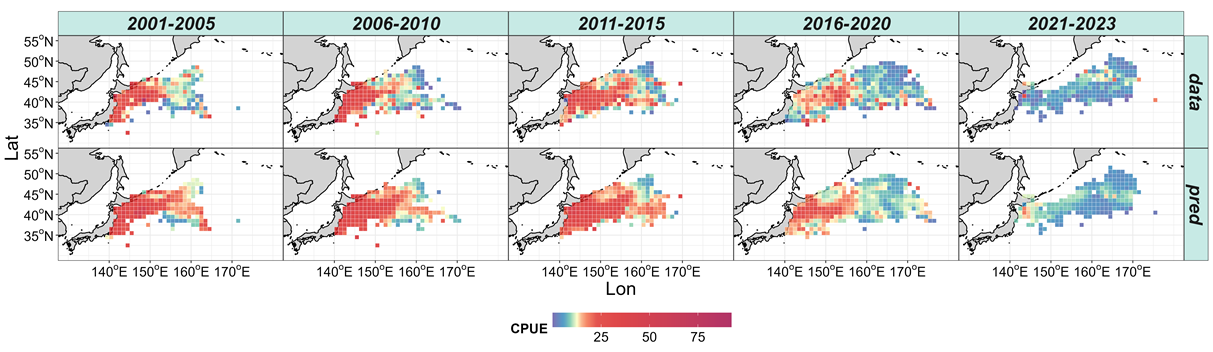 2001-2005 2006-2010 2011-2015 2016-2020 2021-2023
55°N
50°N
45°N
40°N
35°N
data
55°N
50°N
45°N
40°N
35°N
pred
Lat
140°E 150°E 160°E 170°E 140°E 150°E 160°E 170°E 140°E 150°E 160°E 170°E 140°E 150°E 160°E 170°E 140°E 150°E 160°E 170°E
Lon
CPUE
25 50 75